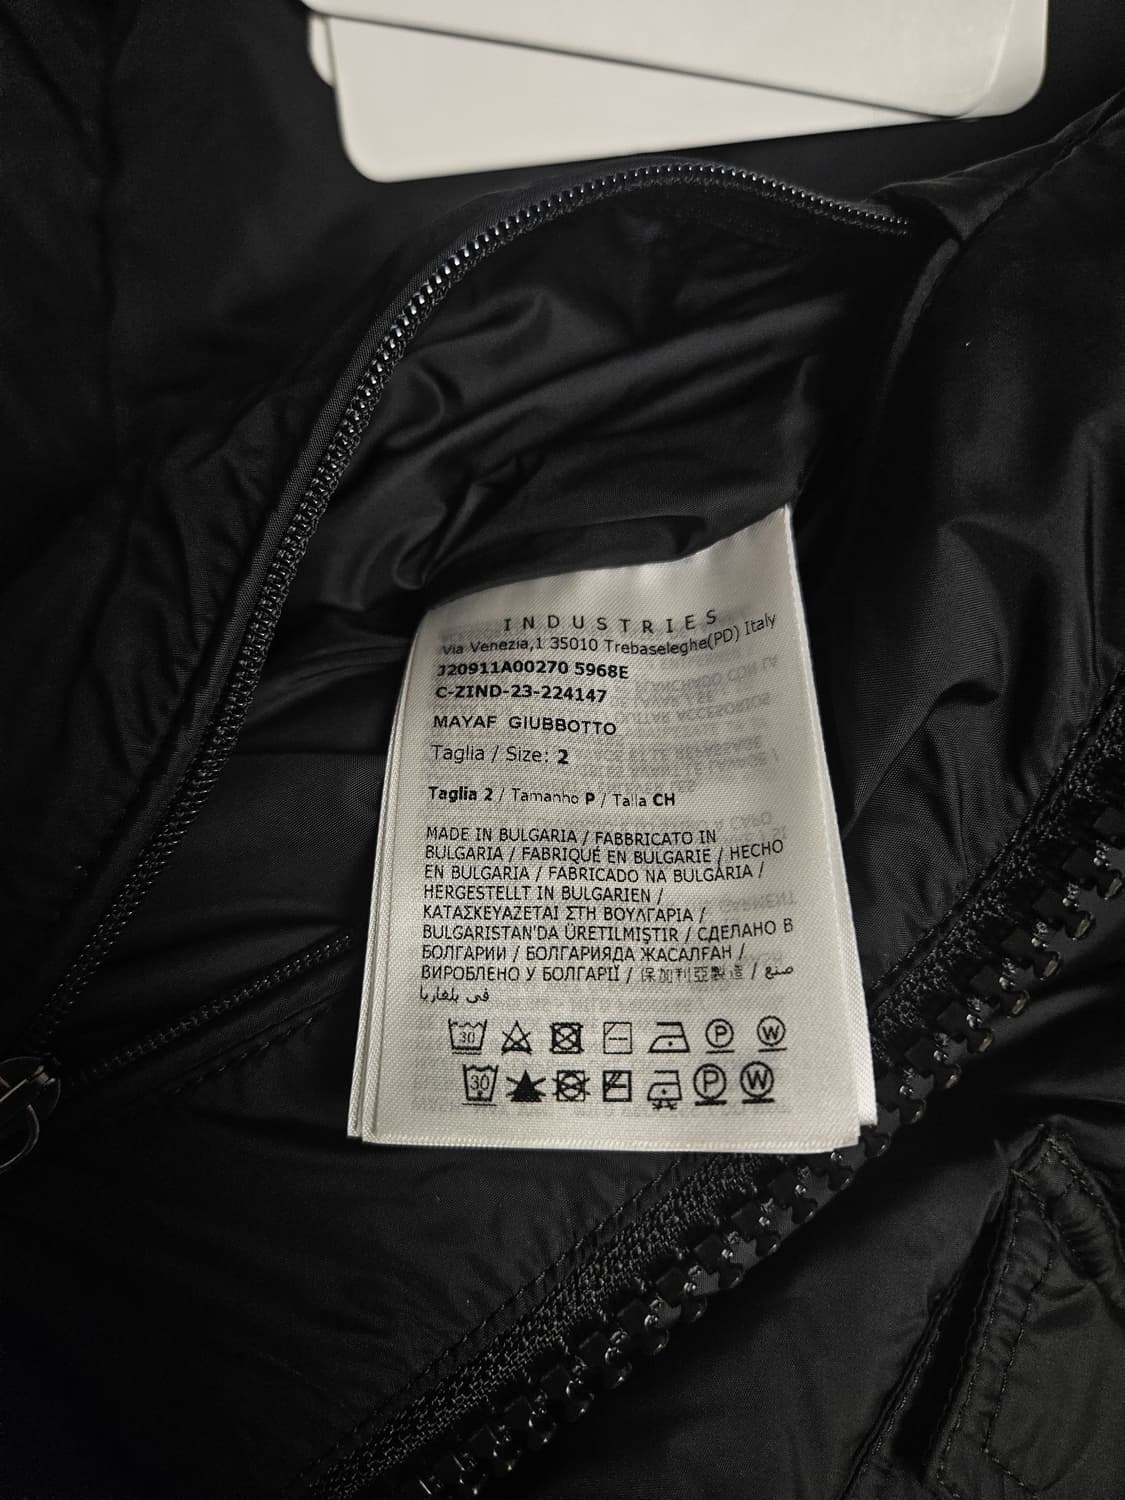 INDUSTRIES
Via Venezia,1 35010 Trebaseleghe(PD) Italy
J20911A00270 5968E
C-ZIND-23-224147
MAYAF GIUBBOTTO
Taglia / Size: 2
Taglia 2 / Tamanho P / Talla CH
MADE IN BULGARIA / FABBRICATO IN
BULGARIA / FABRIQUÉ EN BULGARIE / HECHO
EN BULGARIA / FABRICADO NA BULGÁRIA /
HERGESTELLT IN BULGARIEN /
ΚΑΤΑΣΚΕΥΑΖΕΤΑΙ ΣΤΗ ΒΟΥΛΓΑΡΙΑ /
BULGARISTAN'DA ÜRETILMIŞTIR / СДЕЛАНО В
БОЛГАРИИ / БОЛГАРИЯДА ЖАСАЛҒАН /
ВИРОБЛЕНО У БОЛГАРІЇ / 保加利亞製造 / صنع
في بلغاريا
30 P W
30 P W